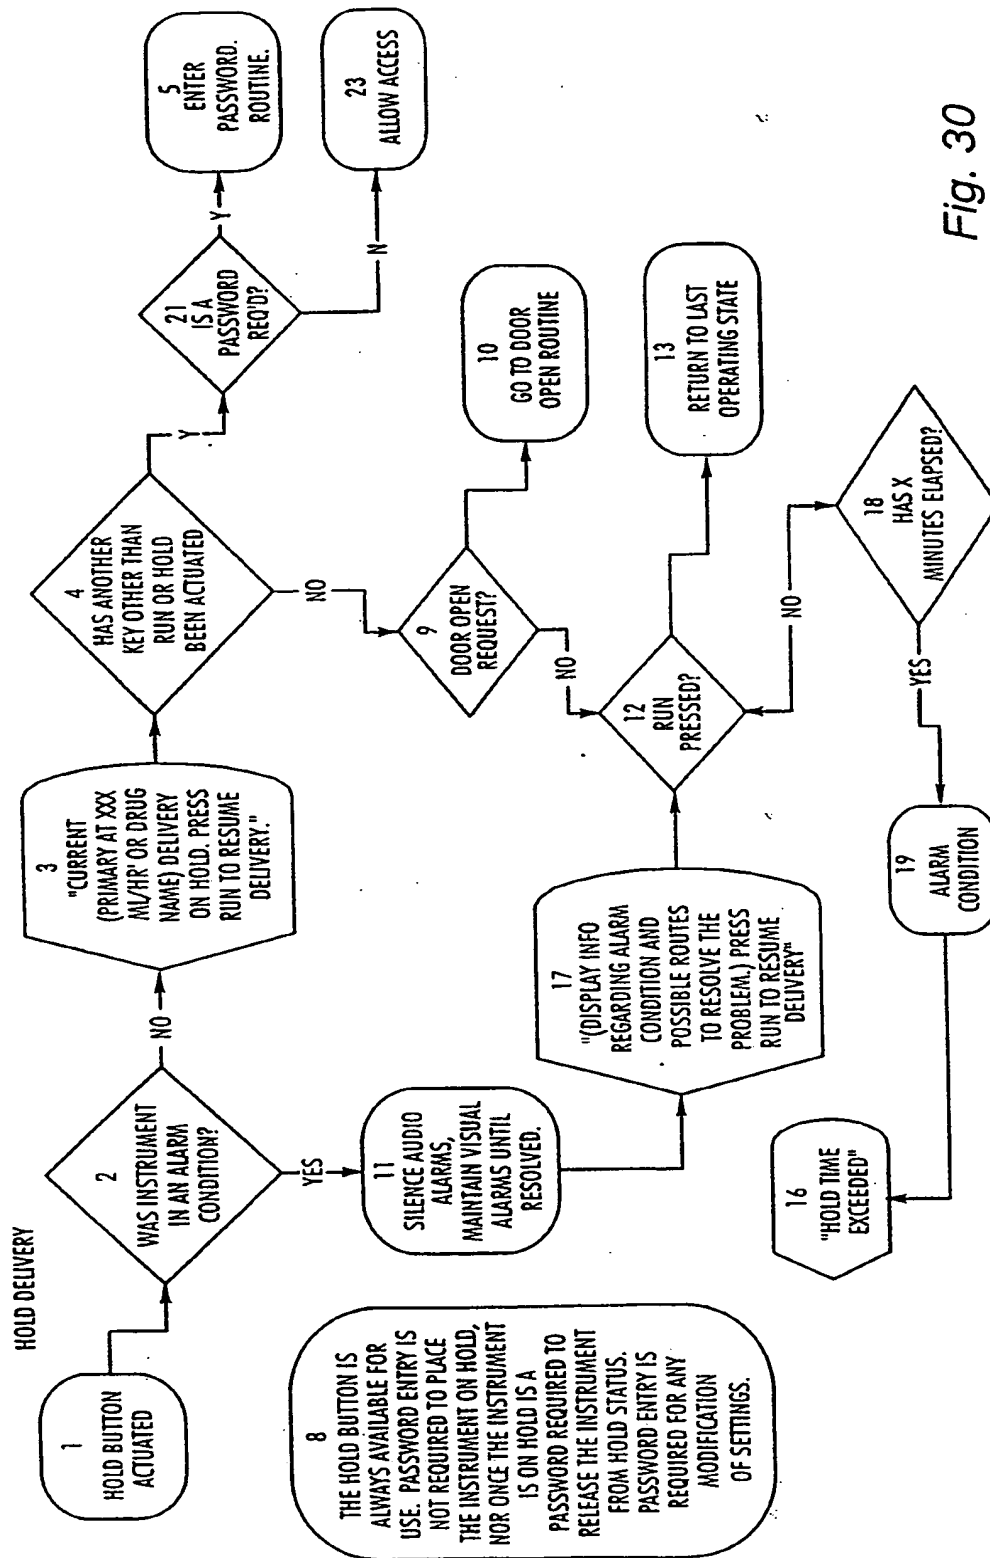 HOLD DELIVERY
1
HOLD BUTTON
ACTUATED
2
WAS INSTRUMENT
IN AN ALARM
CONDITION?
NO
YES
3
"CURRENT
(PRIMARY AT XXX
ML/HR' OR DRUG
NAME) DELIVERY
ON HOLD. PRESS
RUN TO RESUME
DELIVERY."
4
HAS ANOTHER
KEY OTHER THAN
RUN OR HOLD
BEEN ACTUATED
Y
NO
21
IS A
PASSWORD
REQ'D?
Y
N
5
ENTER
PASSWORD.
ROUTINE.
23
ALLOW ACCESS
9
DOOR OPEN
REQUEST?
NO
10
GO TO DOOR
OPEN ROUTINE
11
SILENCE AUDIO
ALARMS,
MAINTAIN VISUAL
ALARMS UNTIL
RESOLVED.
17
"(DISPLAY INFO
REGARDING ALARM
CONDITION AND
POSSIBLE ROUTES
TO RESOLVE THE
PROBLEM.) PRESS
RUN TO RESUME
DELIVERY"
12
RUN
PRESSED?
NO
13
RETURN TO LAST
OPERATING STATE
18
HAS X
MINUTES ELAPSED?
YES
19
ALARM
CONDITION
16
"HOLD TIME
EXCEEDED"
8
THE HOLD BUTTON IS
ALWAYS AVAILABLE FOR
USE. PASSWORD ENTRY IS
NOT REQUIRED TO PLACE
THE INSTRUMENT ON HOLD,
NOR ONCE THE INSTRUMENT
IS ON HOLD IS A
PASSWORD REQUIRED TO
RELEASE THE INSTRUMENT
FROM HOLD STATUS.
PASSWORD ENTRY IS
REQUIRED FOR ANY
MODIFICATION
OF SETTINGS.
Fig. 30